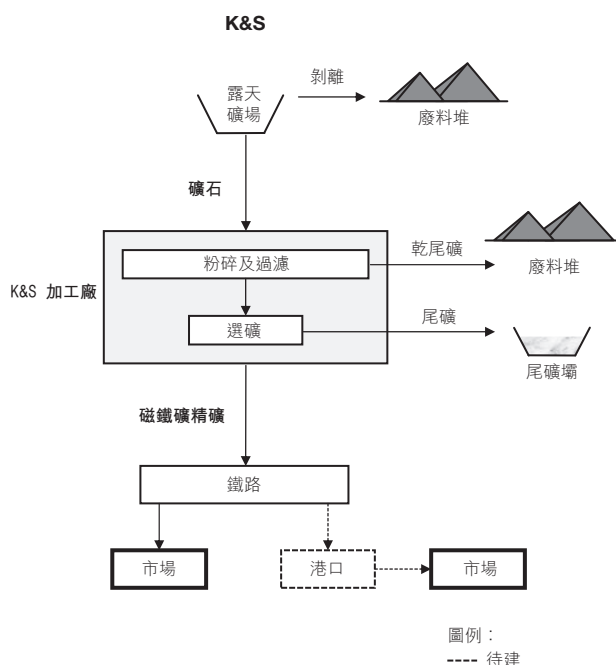 K&S
露天
礦場
剝離
廢料堆
礦石
K&S 加工廠
粉碎及過濾
乾尾礦
廢料堆
選礦
尾礦
尾礦壩
磁鐵礦精礦
鐵路
市場
港口
市場
圖例：
---- 待建